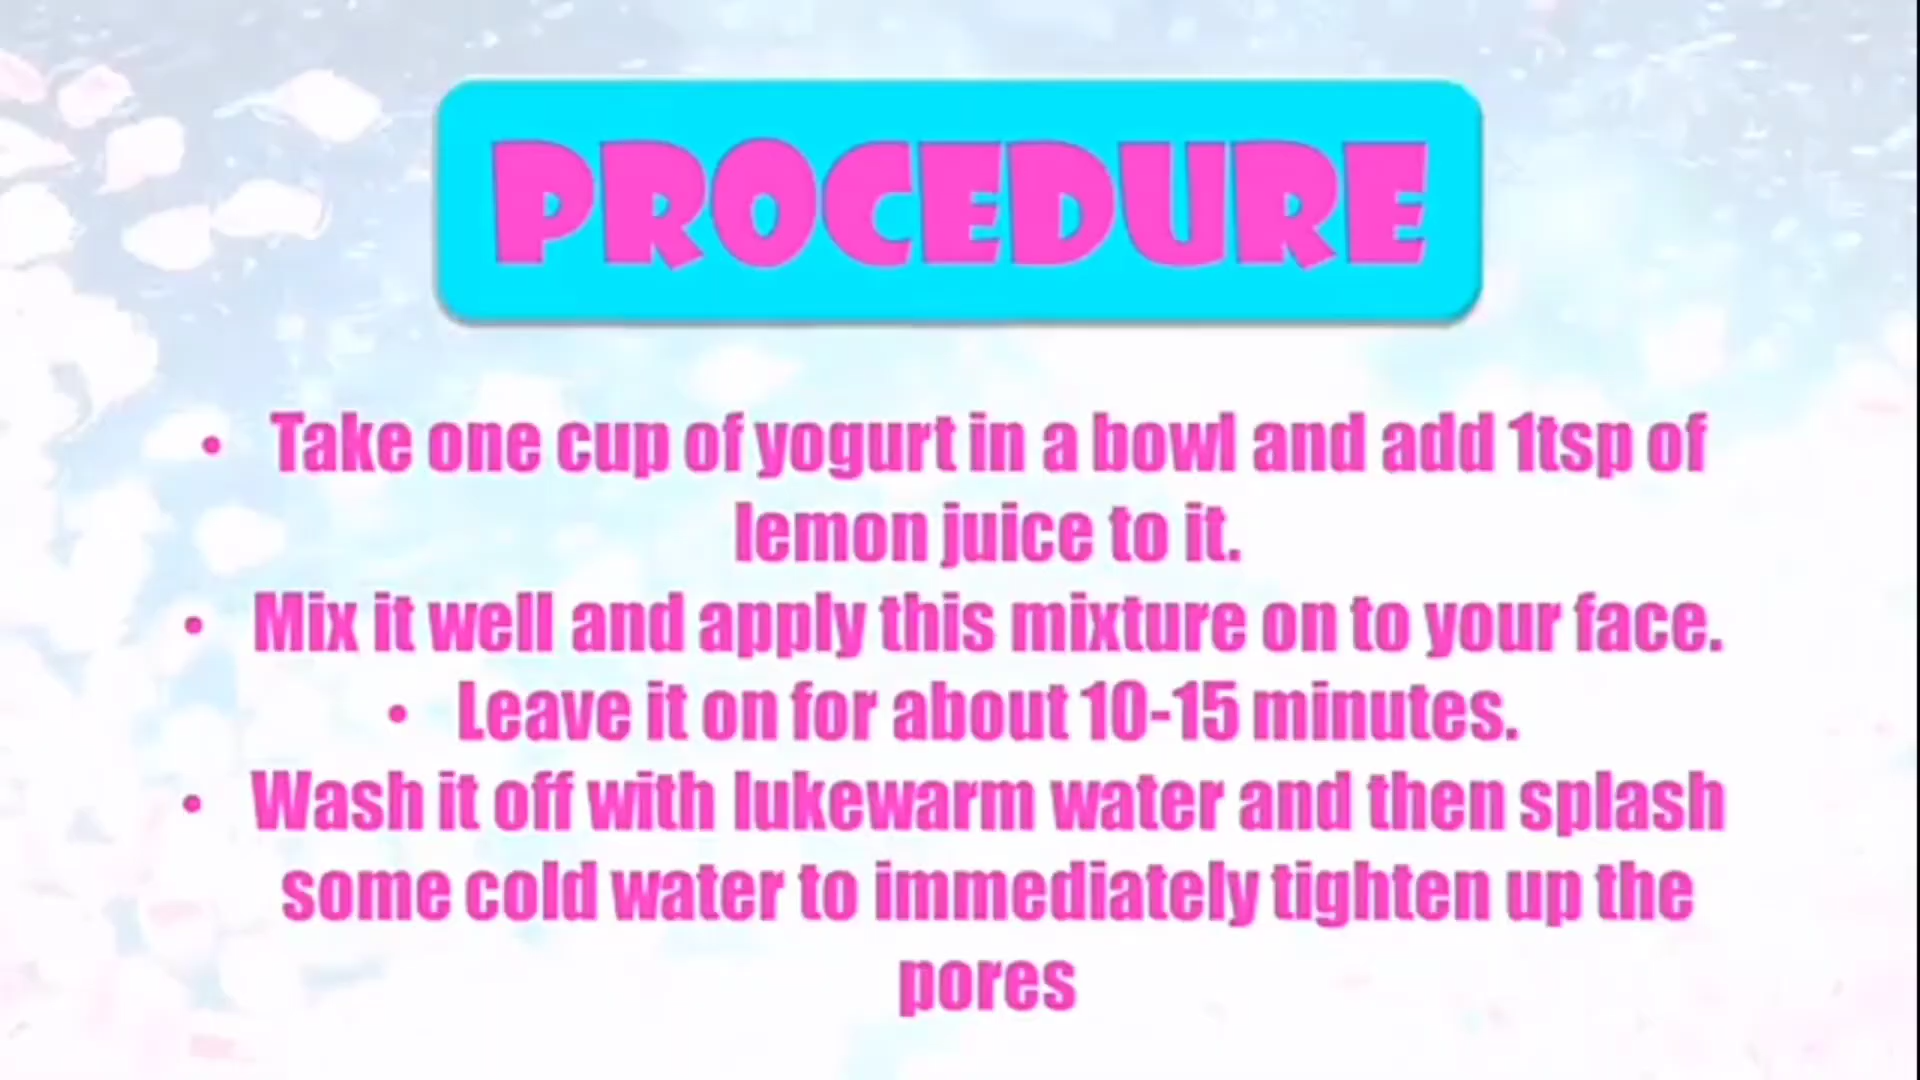 PROCEDURE
• Take one cup of yogurt in a bowl and add 1tsp of
lemon juice to it.
• Mix it well and apply this mixture on to your face.
• Leave it on for about 10-15 minutes.
• Wash it off with lukewarm water and then splash
some cold water to immediately tighten up the
pores